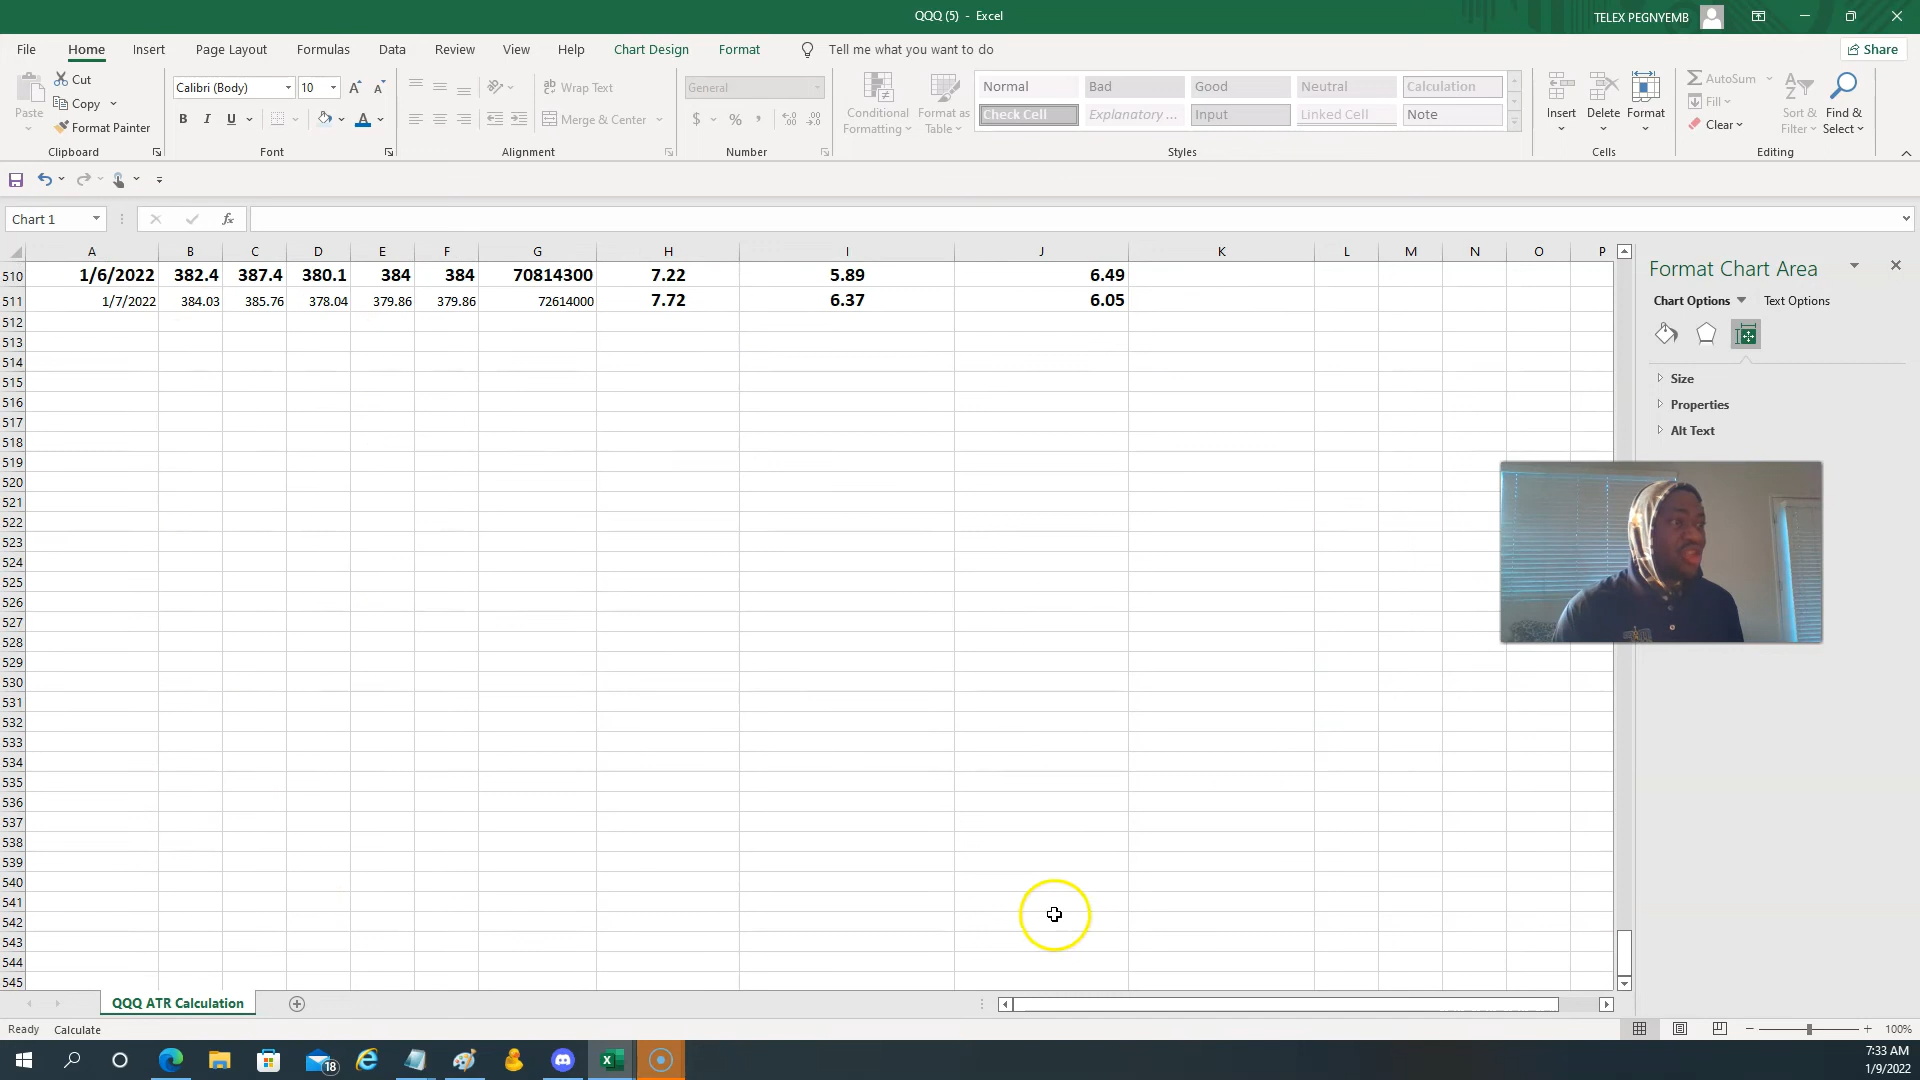 QQQ (5) - Excel
TELEX PEGNYEMB
File Home Insert Page Layout Formulas Data Review View Help Chart Design Format Tell me what you want to do Share
Paste
Cut
Copy
Format Painter
Calibri (Body) 10
B I U
Wrap Text
Merge & Center
General
$ %
Conditional Formatting
Format as Table
Normal Bad Good Neutral Calculation
Check Cell Explanatory ... Input Linked Cell Note
Insert Delete Format
AutoSum
Fill
Clear
Sort & Filter
Find & Select
Clipboard Font Alignment Number Styles Cells Editing
Chart 1
fx
A B C D E F G H I J K L M N O P
510 1/6/2022 382.4 387.4 380.1 384 384 70814300 7.22 5.89 6.49
511 1/7/2022 384.03 385.76 378.04 379.86 379.86 72614000 7.72 6.37 6.05
512
513
514
515
516
517
518
519
520
521
522
523
524
525
526
527
528
529
530
531
532
533
534
535
536
537
538
539
540
541
542
543
544
545
Format Chart Area
Chart Options Text Options
Size
Properties
Alt Text
QQQ ATR Calculation
Ready Calculate
100%
18
7:33 AM
1/9/2022